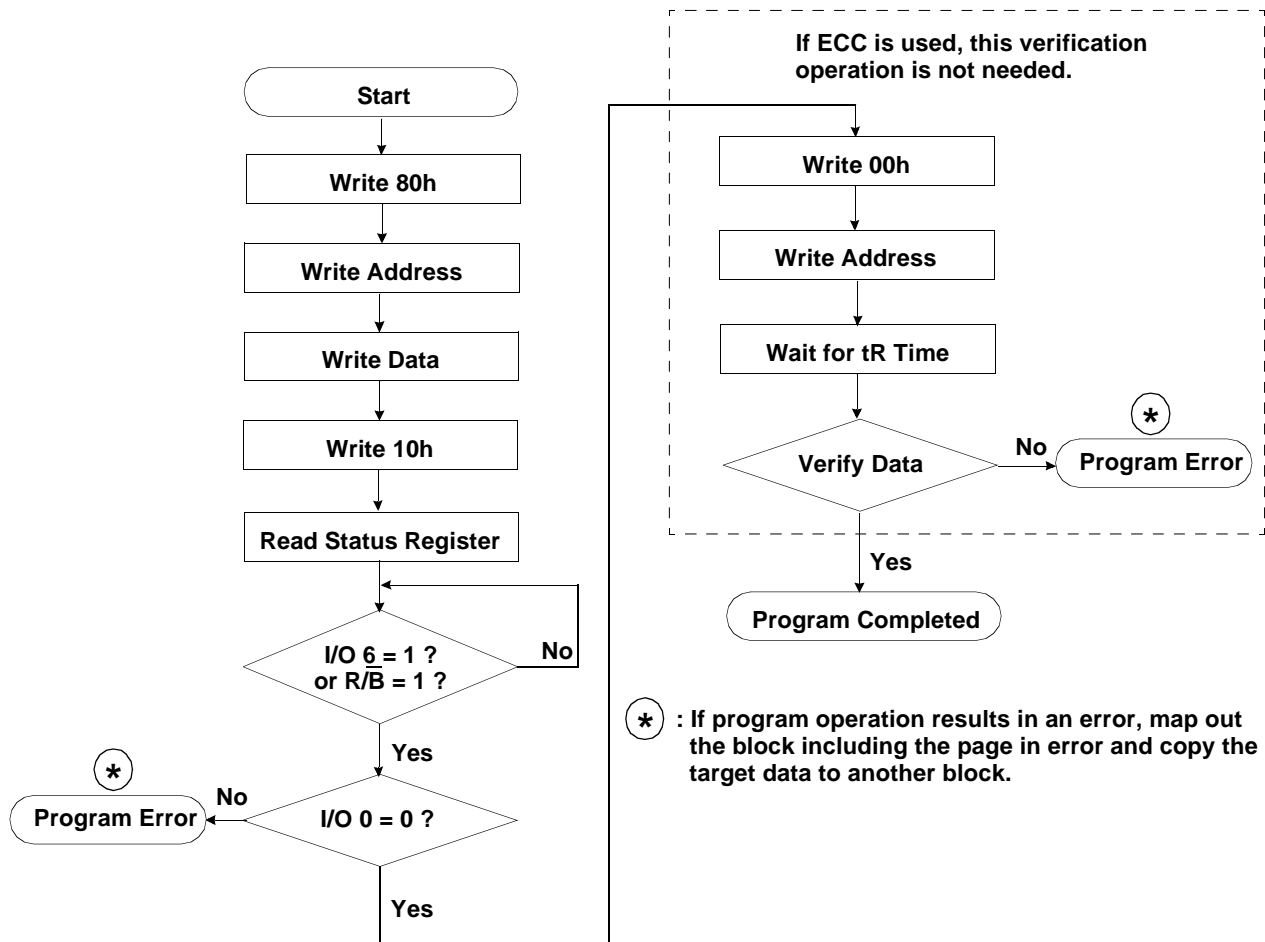 Start
Write 80h
Write Address
Write Data
Write 10h
Read Status Register
I/O 6 = 1 ?
or R/B̅ = 1 ?
No
Yes
*
No
Program Error
I/O 0 = 0 ?
Yes
If ECC is used, this verification
operation is not needed.
Write 00h
Write Address
Wait for tR Time
Verify Data
No
*
Program Error
Yes
Program Completed
* : If program operation results in an error, map out
the block including the page in error and copy the
target data to another block.